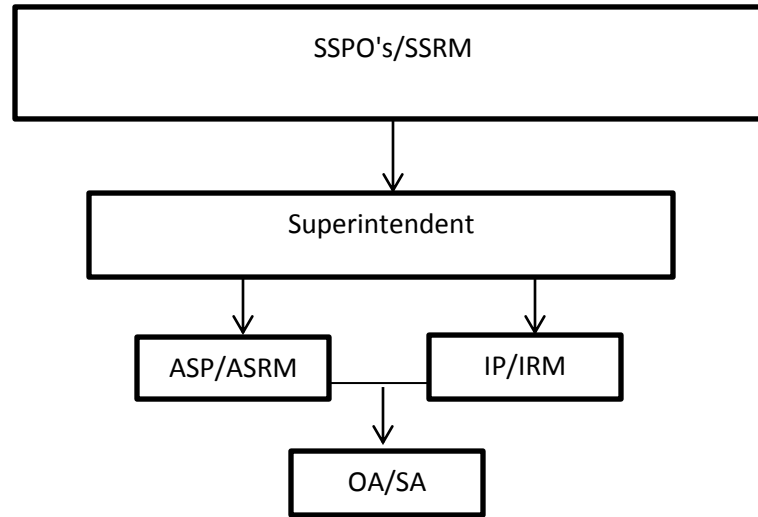 SSPO's/SSRM
Superintendent
ASP/ASRM
IP/IRM
OA/SA